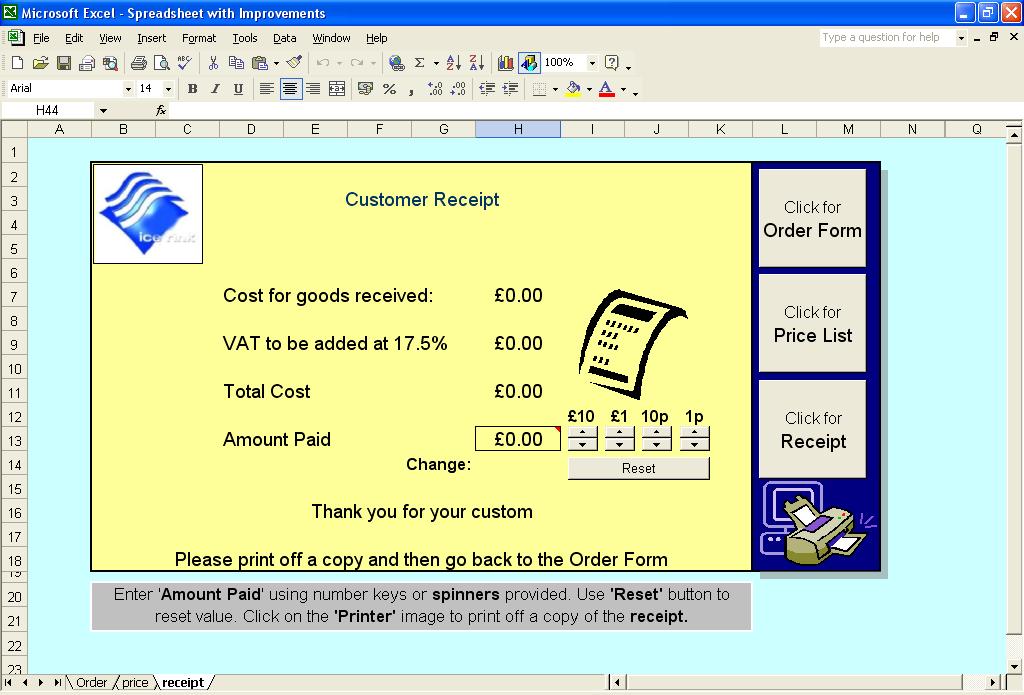 Microsoft Excel - Spreadsheet with Improvements
File Edit View Insert Format Tools Data Window Help
Type a question for help
100%
Arial 14 B I U
H44 fx
A B C D E F G H I J K L M N Q
1
2
3
4
5
6
7
8
9
10
11
12
13
14
15
16
17
18
19
20
21
22
23
ice rink
Customer Receipt
Cost for goods received: £0.00
VAT to be added at 17.5% £0.00
Total Cost £0.00
£10 £1 10p 1p
Amount Paid £0.00
Change: Reset
Thank you for your custom
Please print off a copy and then go back to the Order Form
Click for
Order Form
Click for
Price List
Click for
Receipt
Enter 'Amount Paid' using number keys or spinners provided. Use 'Reset' button to
reset value. Click on the 'Printer' image to print off a copy of the receipt.
Order price receipt